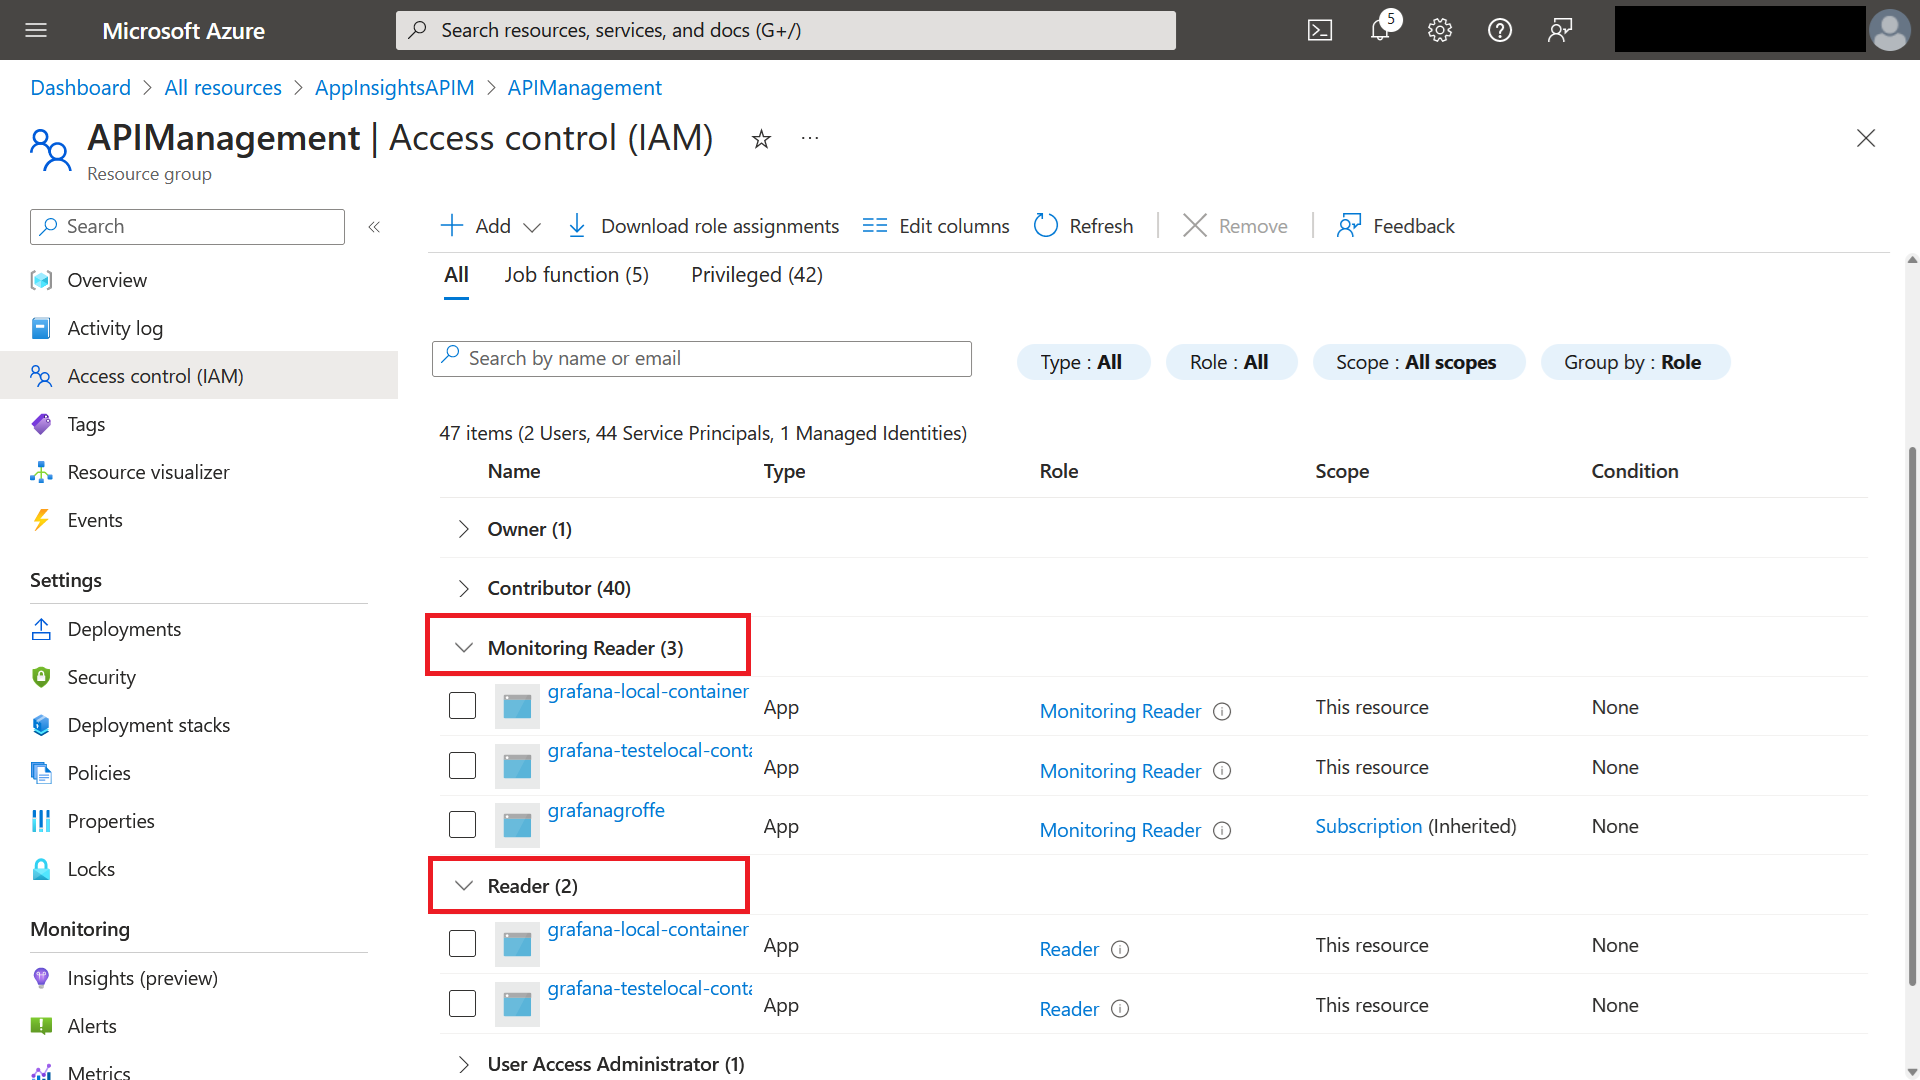 Microsoft Azure
Search resources, services, and docs (G+/)
5
Dashboard > All resources > AppInsightsAPIM > APIManagement
APIManagement | Access control (IAM)
Resource group
Search
Add
Download role assignments
Edit columns
Refresh
Remove
Feedback
Overview
Activity log
Access control (IAM)
Tags
Resource visualizer
Events
Settings
Deployments
Security
Deployment stacks
Policies
Properties
Locks
Monitoring
Insights (preview)
Alerts
Metrics
All
Job function (5)
Privileged (42)
Search by name or email
Type : All
Role : All
Scope : All scopes
Group by : Role
47 items (2 Users, 44 Service Principals, 1 Managed Identities)
Name Type Role Scope Condition
Owner (1)
Contributor (40)
Monitoring Reader (3)
grafana-local-container App Monitoring Reader This resource None
grafana-testelocal-conta App Monitoring Reader This resource None
grafanagroffe App Monitoring Reader Subscription (Inherited) None
Reader (2)
grafana-local-container App Reader This resource None
grafana-testelocal-conta App Reader This resource None
User Access Administrator (1)